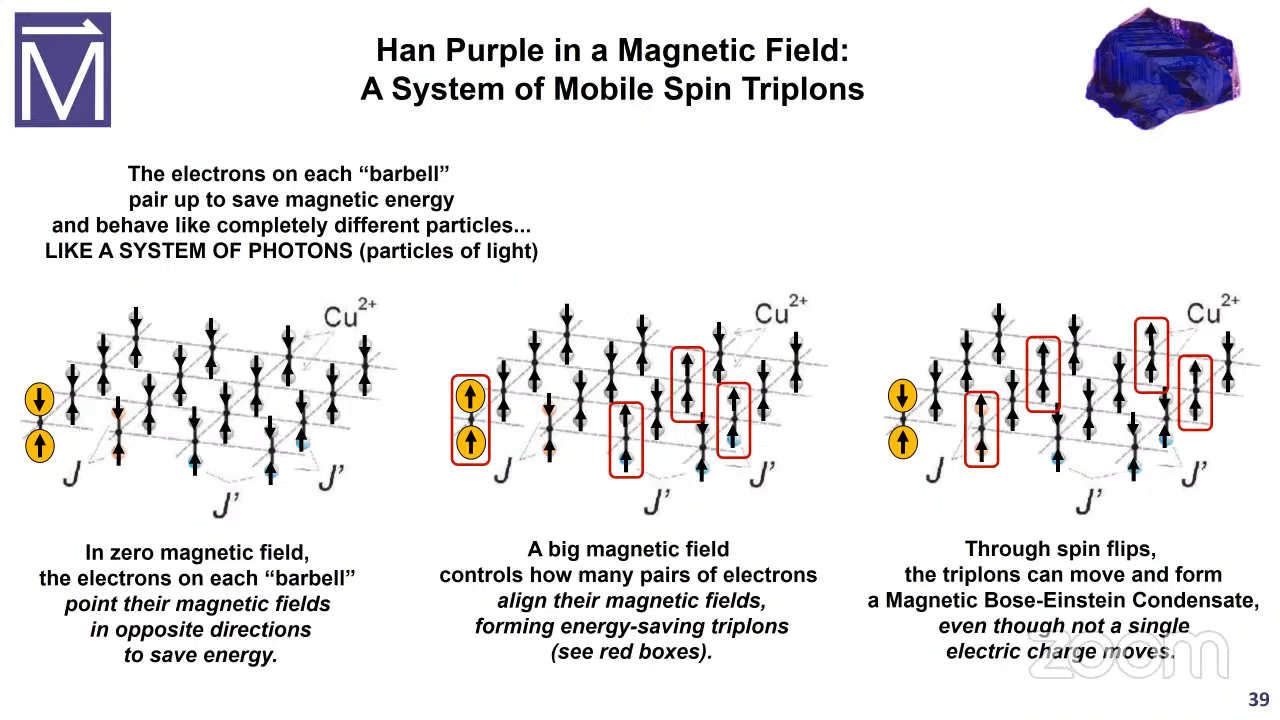 M
Han Purple in a Magnetic Field:
A System of Mobile Spin Triplons
The electrons on each “barbell”
pair up to save magnetic energy
and behave like completely different particles...
LIKE A SYSTEM OF PHOTONS (particles of light)
Cu2+
J
J’
J’
In zero magnetic field,
the electrons on each “barbell”
point their magnetic fields
in opposite directions
to save energy.
Cu2+
J
J’
J’
A big magnetic field
controls how many pairs of electrons
align their magnetic fields,
forming energy-saving triplons
(see red boxes).
Cu2+
J
J’
J’
Through spin flips,
the triplons can move and form
a Magnetic Bose-Einstein Condensate,
even though not a single
electric charge moves.
zoom
39